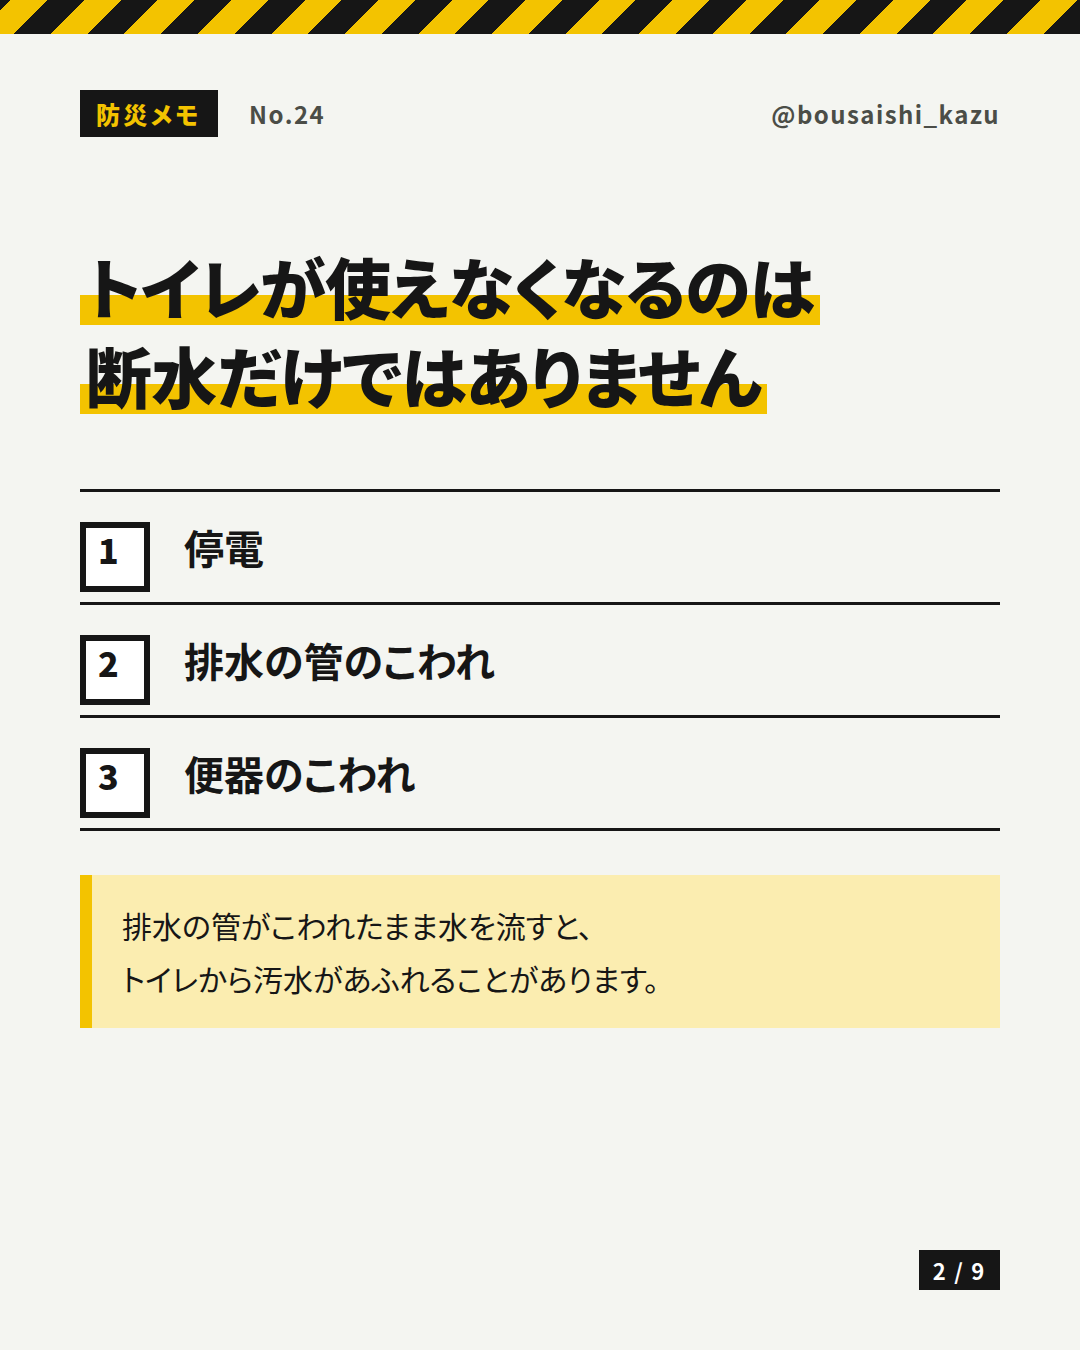 防災メモ No.24 @bousaishi_kazu
トイレが使えなくなるのは
断水だけではありません
1 停電
2 排水の管のこわれ
3 便器のこわれ
排水の管がこわれたまま水を流すと、
トイレから汚水があふれることがあります。
2 / 9